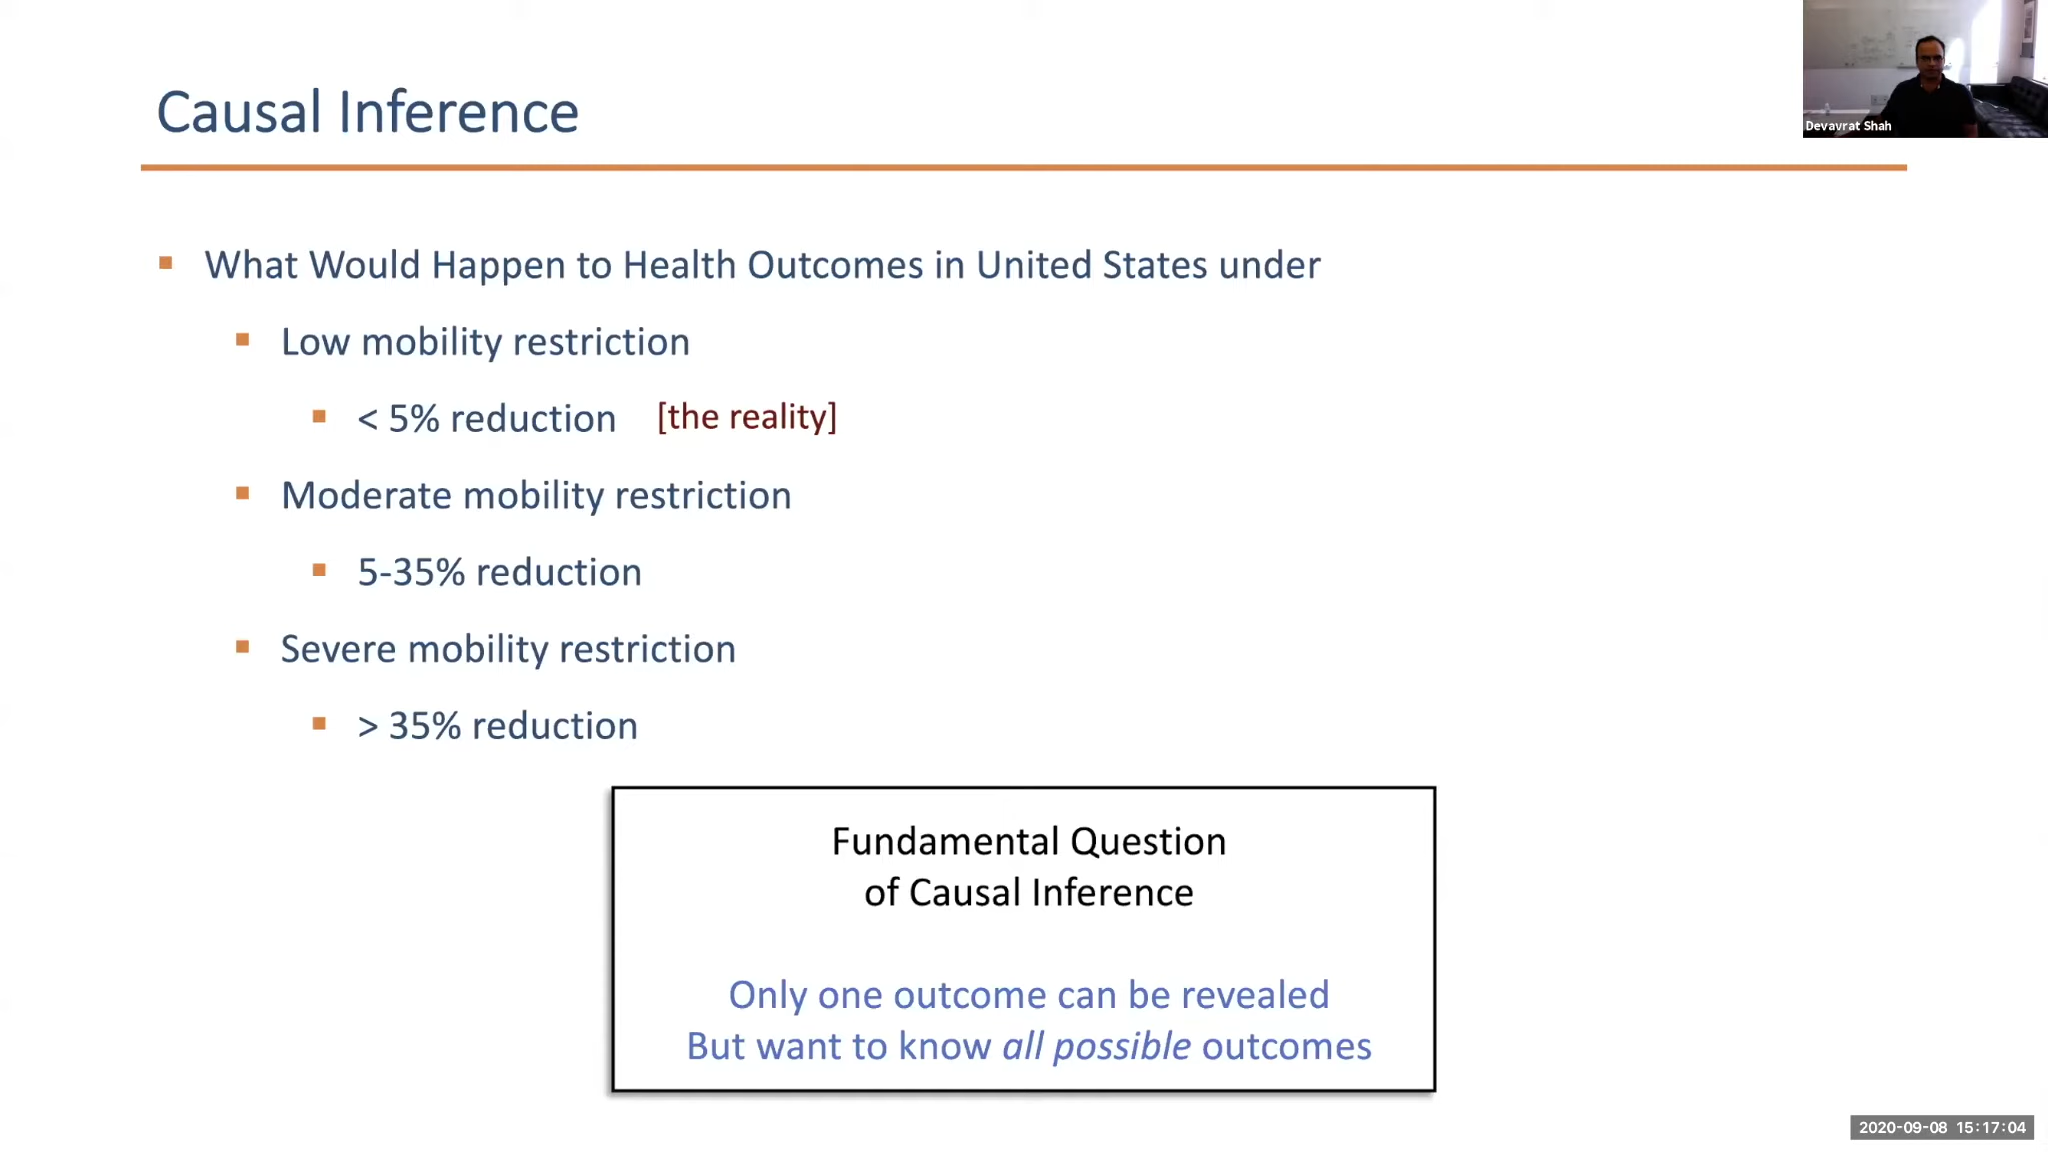 Causal Inference
Devavrat Shah
What Would Happen to Health Outcomes in United States under
Low mobility restriction
< 5% reduction [the reality]
Moderate mobility restriction
5-35% reduction
Severe mobility restriction
> 35% reduction
Fundamental Question
of Causal Inference
Only one outcome can be revealed
But want to know all possible outcomes
2020-09-08 15:17:04